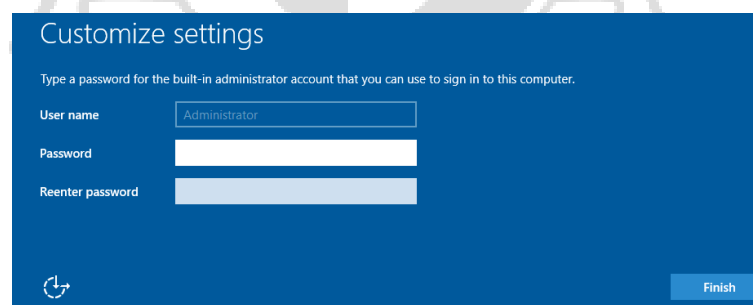 Customize settings
Type a password for the built-in administrator account that you can use to sign in to this computer.
User name
Administrator
Password
Reenter password
Finish